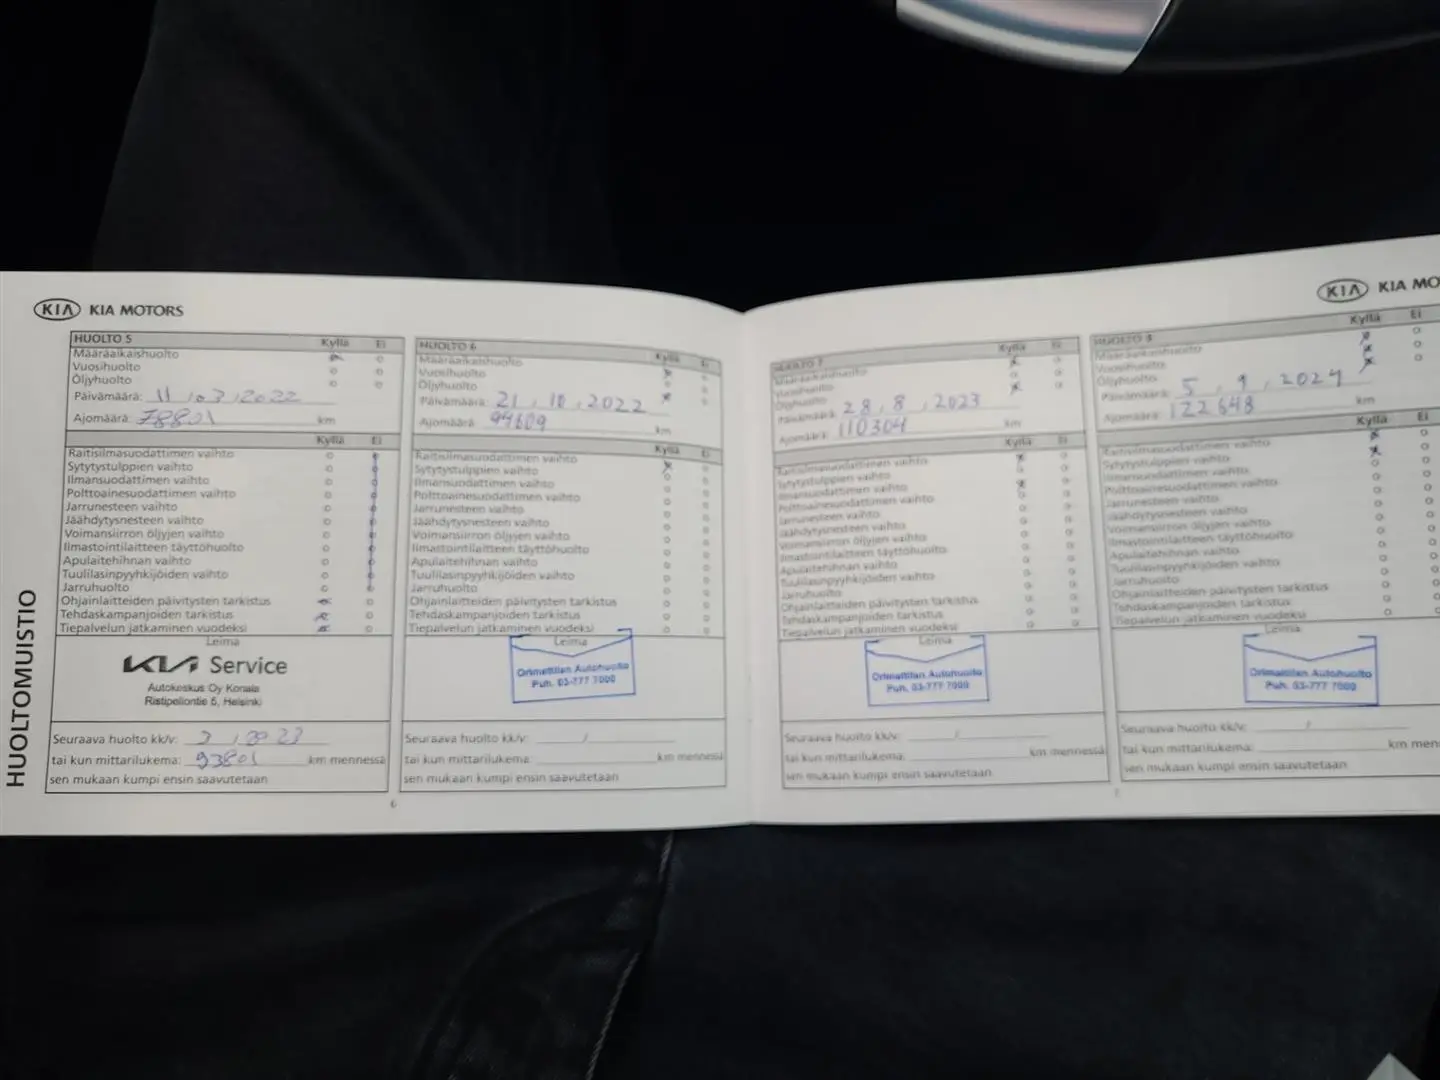 KIA KIA MOTORS
HUOLTOMUISTIO
HUOLTO 5 Kyllä Ei
Määräaikaishuolto
Vuosihuolto
Öljyhuolto
Päivämäärä: 11.03.2022
Ajomäärä: 78801 km
Kyllä Ei
Raitisilmasuodattimen vaihto
Sytytystulppien vaihto
Ilmansuodattimen vaihto
Polttoainesuodattimen vaihto
Jarrunesteen vaihto
Jäähdytysnesteen vaihto
Voimansiirron öljyjen vaihto
Ilmastointilaitteen täyttöhuolto
Apulaitehihnan vaihto
Tuulilasinpyyhkijöiden vaihto
Jarruhuolto
Ohjainlaitteiden päivitysten tarkistus
Tehdaskampanjoiden tarkistus
Tiepalvelun jatkaminen vuodeksi
Leima
KIA Service
Autokeskus Oy Konala
Ristipellontie 5, Helsinki
Seuraava huolto kk/v: 3 / 2023
tai kun mittarilukema: 93801 km mennessä
sen mukaan kumpi ensin saavutetaan
6
HUOLTO 6 Kyllä Ei
Määräaikaishuolto
Vuosihuolto
Öljyhuolto
Päivämäärä: 21.10.2022
Ajomäärä: 94609 km
Kyllä Ei
Raitisilmasuodattimen vaihto
Sytytystulppien vaihto
Ilmansuodattimen vaihto
Polttoainesuodattimen vaihto
Jarrunesteen vaihto
Jäähdytysnesteen vaihto
Voimansiirron öljyjen vaihto
Ilmastointilaitteen täyttöhuolto
Apulaitehihnan vaihto
Tuulilasinpyyhkijöiden vaihto
Jarruhuolto
Ohjainlaitteiden päivitysten tarkistus
Tehdaskampanjoiden tarkistus
Tiepalvelun jatkaminen vuodeksi
Leima
Orimattilan Autohuolto
Puh. 03-777 7000
Seuraava huolto kk/v: /
tai kun mittarilukema: km mennessä
sen mukaan kumpi ensin saavutetaan
HUOLTO 7 Kyllä Ei
Määräaikaishuolto
Vuosihuolto
Öljyhuolto
Päivämäärä: 28.8.2023
Ajomäärä: 110304 km
Kyllä Ei
Raitisilmasuodattimen vaihto
Sytytystulppien vaihto
Ilmansuodattimen vaihto
Polttoainesuodattimen vaihto
Jarrunesteen vaihto
Jäähdytysnesteen vaihto
Voimansiirron öljyjen vaihto
Ilmastointilaitteen täyttöhuolto
Apulaitehihnan vaihto
Tuulilasinpyyhkijöiden vaihto
Jarruhuolto
Ohjainlaitteiden päivitysten tarkistus
Tehdaskampanjoiden tarkistus
Tiepalvelun jatkaminen vuodeksi
Leima
Orimattilan Autohuolto
Puh. 03-777 7000
Seuraava huolto kk/v: /
tai kun mittarilukema: km mennessä
sen mukaan kumpi ensin saavutetaan
7
KIA KIA MO
HUOLTO 8 Kyllä Ei
Määräaikaishuolto
Vuosihuolto
Öljyhuolto
Päivämäärä: 5.9.2024
Ajomäärä: 122648 km
Kyllä Ei
Raitisilmasuodattimen vaihto
Sytytystulppien vaihto
Ilmansuodattimen vaihto
Polttoainesuodattimen vaihto
Jarrunesteen vaihto
Jäähdytysnesteen vaihto
Voimansiirron öljyjen vaihto
Ilmastointilaitteen täyttöhuolto
Apulaitehihnan vaihto
Tuulilasinpyyhkijöiden vaihto
Jarruhuolto
Ohjainlaitteiden päivitysten tarkistus
Tehdaskampanjoiden tarkistus
Tiepalvelun jatkaminen vuodeksi
Leima
Orimattilan Autohuolto
Puh. 03-777 7000
Seuraava huolto kk/v: /
tai kun mittarilukema: km menn
sen mukaan kumpi ensin saavutetaan